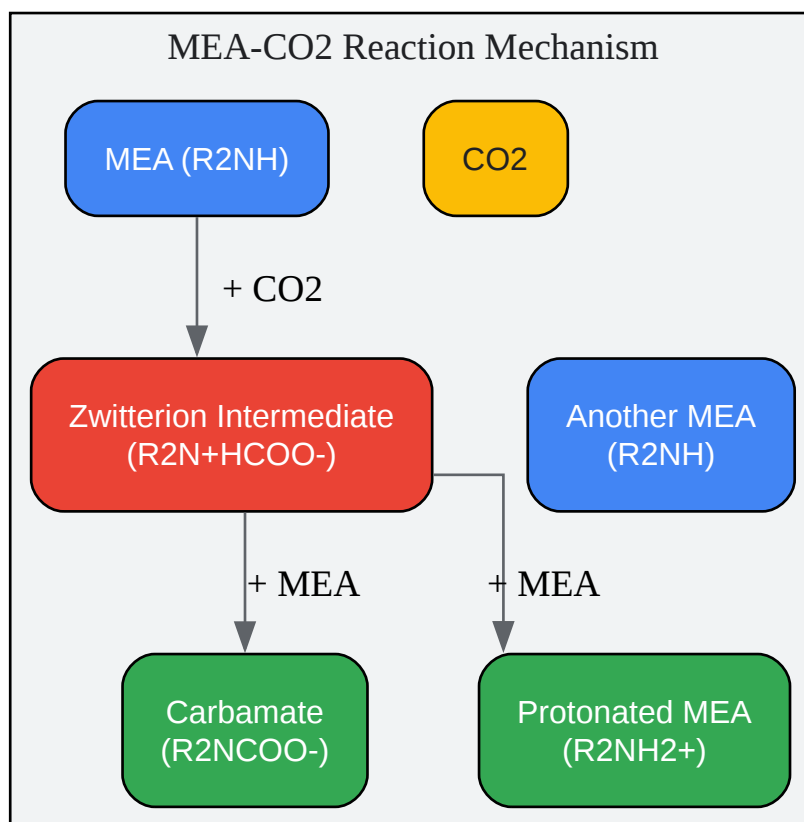 MEA-CO2 Reaction Mechanism
MEA (R2NH)
CO2
+ CO2
Zwitterion Intermediate
(R2N+HCOO-)
Another MEA
(R2NH)
+ MEA
+ MEA
Carbamate
(R2NCOO-)
Protonated MEA
(R2NH2+)